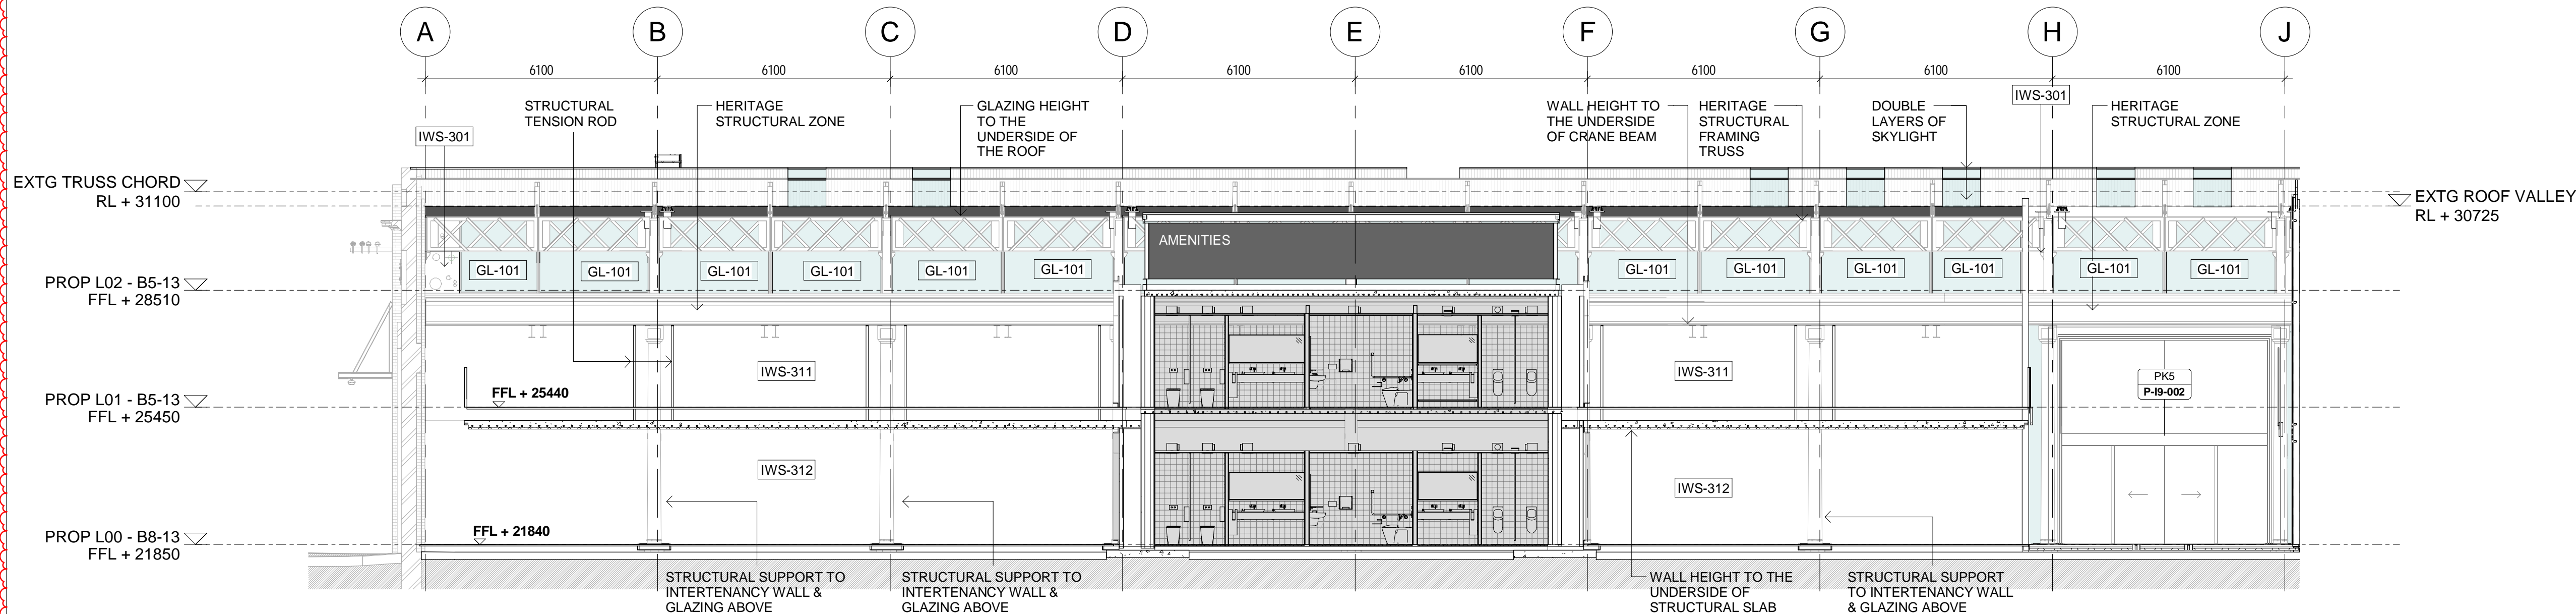 A B C D E F G H J
6100 6100 6100 6100 6100 6100 6100 6100
STRUCTURAL
TENSION ROD
HERITAGE
STRUCTURAL ZONE
GLAZING HEIGHT
TO THE
UNDERSIDE OF
THE ROOF
WALL HEIGHT TO
THE UNDERSIDE
OF CRANE BEAM
HERITAGE
STRUCTURAL
FRAMING
TRUSS
DOUBLE
LAYERS OF
SKYLIGHT
IWS-301
HERITAGE
STRUCTURAL ZONE
IWS-301
EXTG TRUSS CHORD
RL + 31100
EXTG ROOF VALLEY
RL + 30725
AMENITIES
GL-101 GL-101 GL-101 GL-101 GL-101 GL-101 GL-101 GL-101 GL-101 GL-101 GL-101 GL-101
PROP L02 - B5-13
FFL + 28510
IWS-311
IWS-311
PK5
P-I9-002
FFL + 25440
PROP L01 - B5-13
FFL + 25450
IWS-312
IWS-312
FFL + 21840
PROP L00 - B8-13
FFL + 21850
STRUCTURAL SUPPORT TO
INTERTENANCY WALL &
GLAZING ABOVE
STRUCTURAL SUPPORT TO
INTERTENANCY WALL &
GLAZING ABOVE
WALL HEIGHT TO THE
UNDERSIDE OF
STRUCTURAL SLAB
STRUCTURAL SUPPORT
TO INTERTENANCY WALL
& GLAZING ABOVE